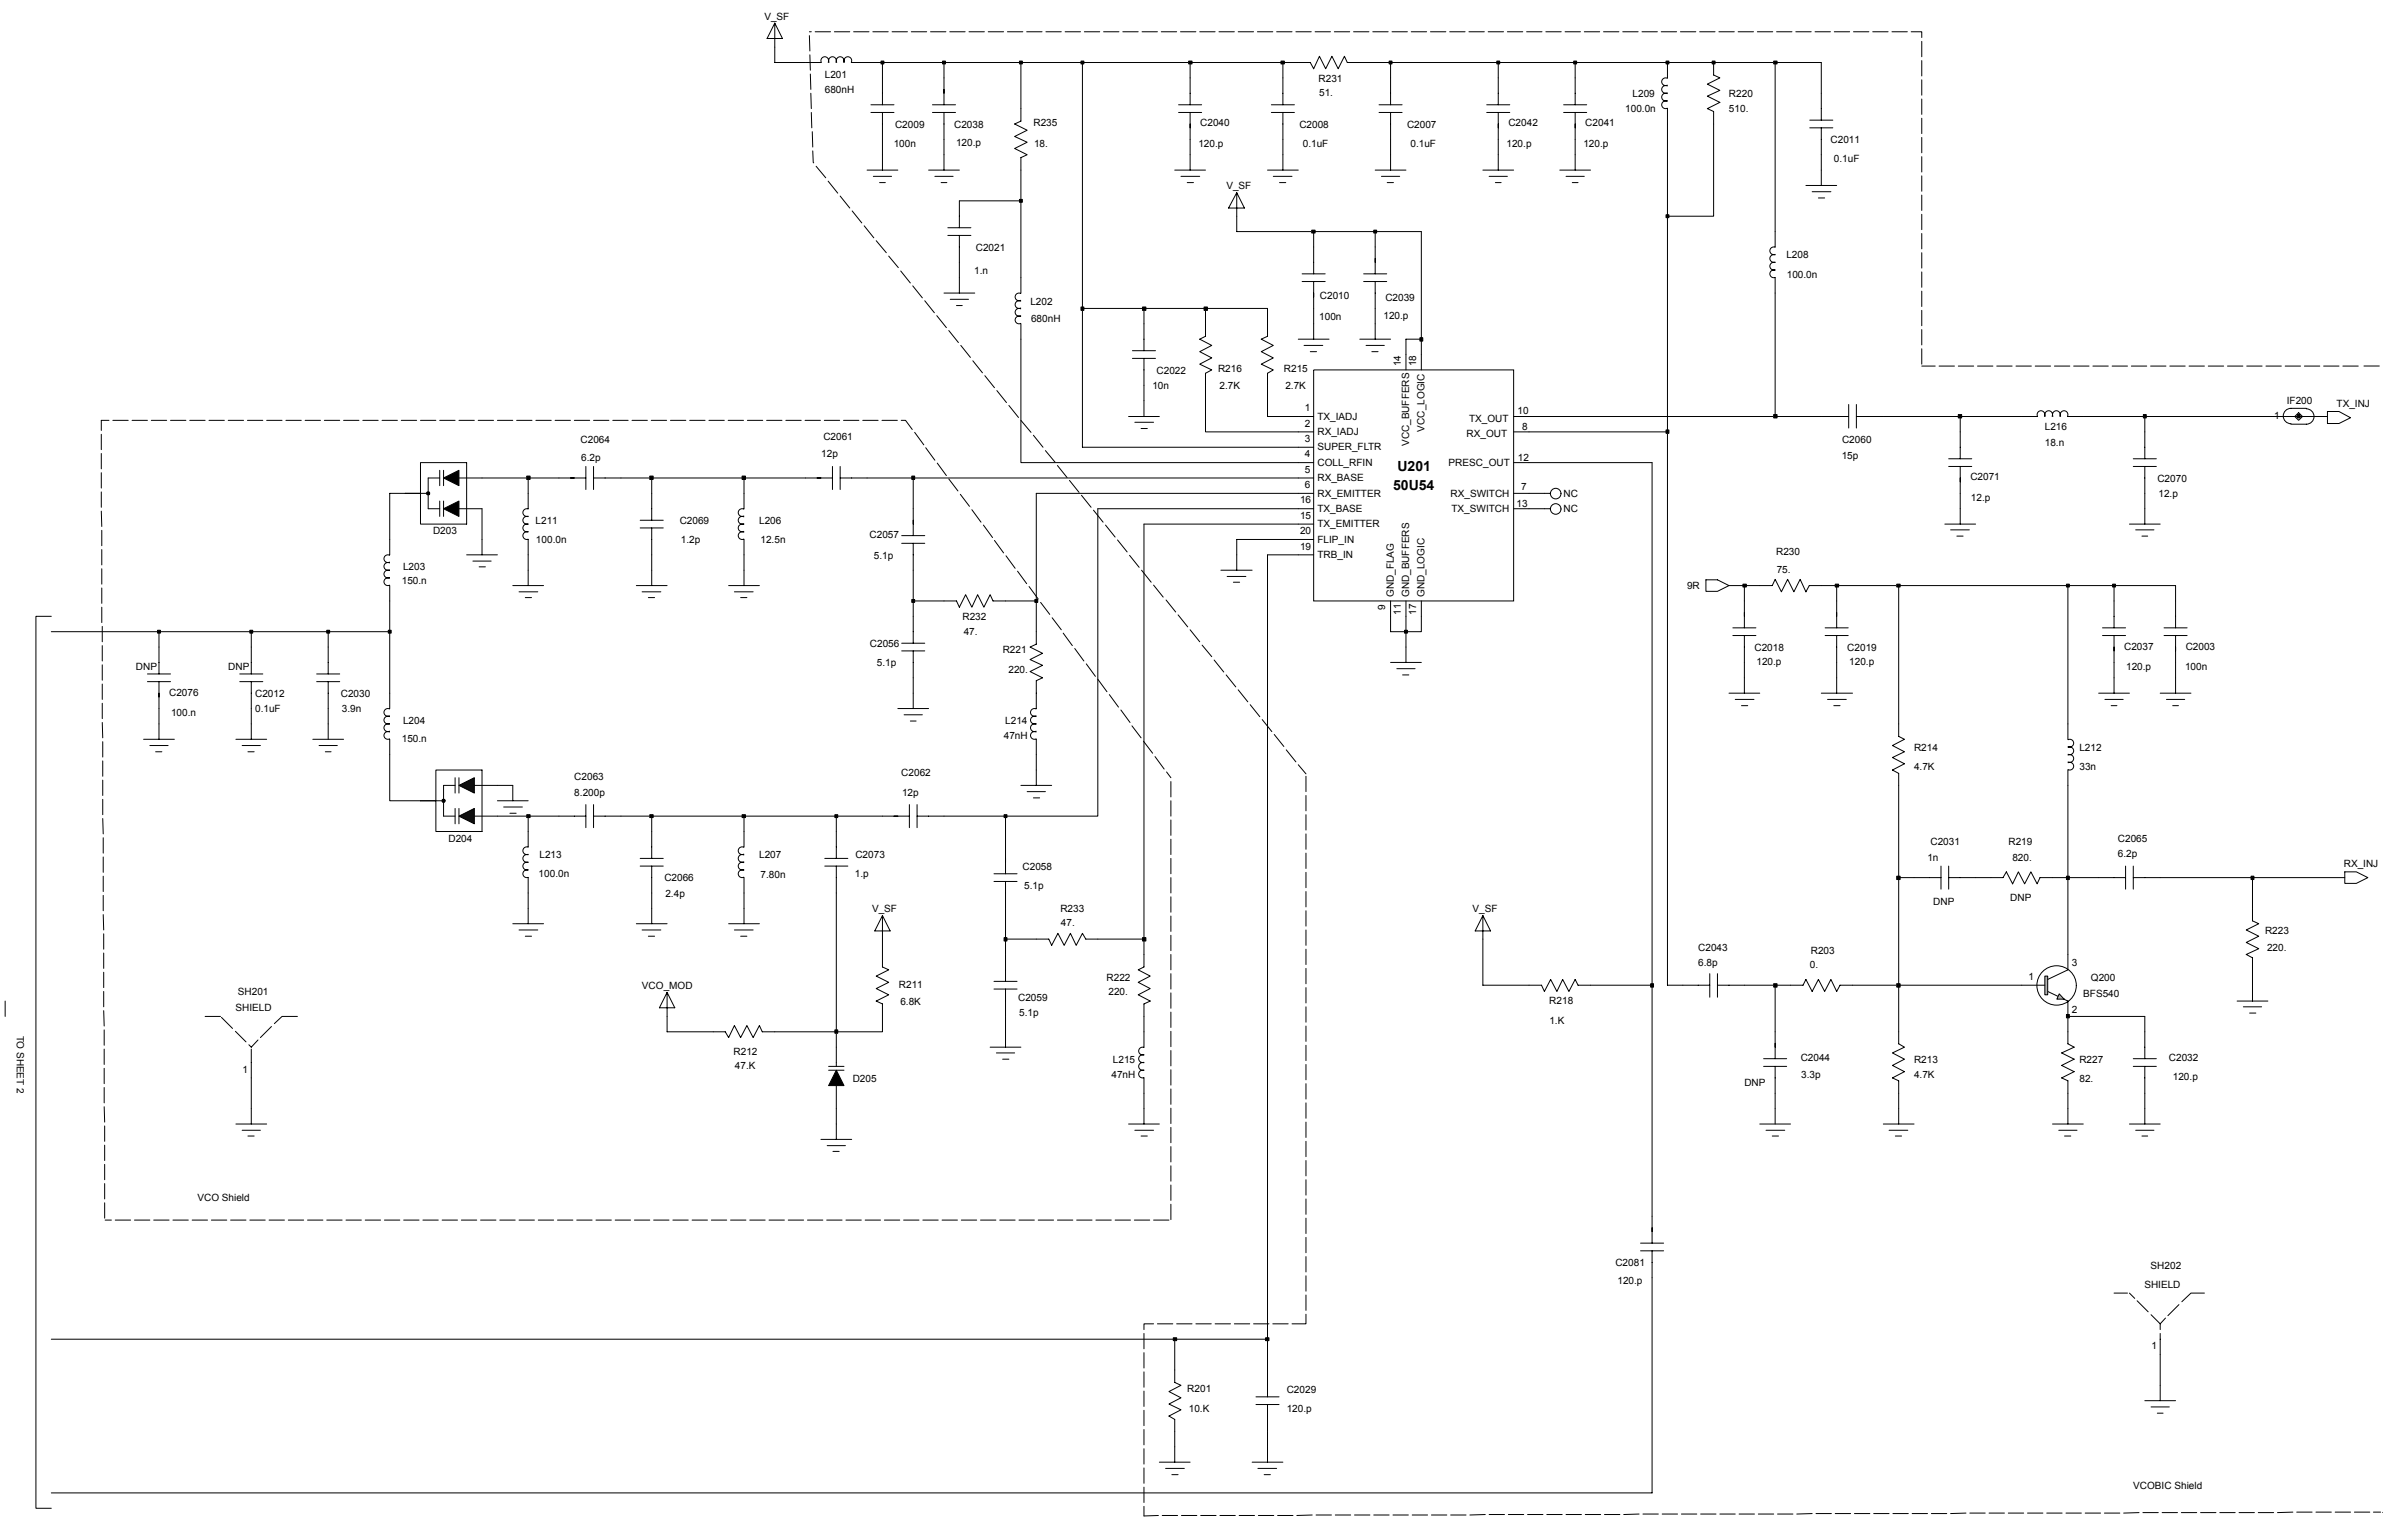 V_SF
L201
680nH
C2009
100n
C2038
120.p
R235
18.
C2040
120.p
C2008
0.1uF
R231
51.
C2007
0.1uF
C2042
120.p
C2041
120.p
L209
100.0n
R220
510.
C2011
0.1uF
C2021
1.n
L202
680nH
V_SF
C2010
100n
C2039
120.p
L208
100.0n
C2022
10n
R216
2.7K
R215
2.7K
14
18
VCC_BUFFERS
VCC_LOGIC
U201
50U54
1 TX_IADJ
2 RX_IADJ
3 SUPER_FLTR
4 COLL_RFIN
5 RX_BASE
6 RX_EMITTER
16 TX_BASE
15 TX_EMITTER
20 FLIP_IN
19 TRB_IN
TX_OUT 10
RX_OUT 8
PRESC_OUT 12
RX_SWITCH 7 NC
TX_SWITCH 13 NC
GND_FLAG
GND_BUFFERS
GND_LOGIC
9
11
17
C2060
15p
C2071
12.p
L216
18.n
C2070
12.p
1
IF200
TX_INJ
D203
L203
150.n
L211
100.0n
C2064
6.2p
C2069
1.2p
L206
12.5n
C2061
12p
C2057
5.1p
R232
47.
C2056
5.1p
R221
220.
L214
47nH
DNP
C2076
100.n
DNP
C2012
0.1uF
C2030
3.9n
L204
150.n
D204
L213
100.0n
C2063
8.200p
C2066
2.4p
L207
7.80n
C2073
1.p
C2062
12p
C2058
5.1p
R233
47.
C2059
5.1p
R222
220.
L215
47nH
V_SF
R211
6.8K
VCO_MOD
R212
47.K
D205
SH201
SHIELD
1
VCO Shield
TO SHEET 2
9R
R230
75.
C2018
120.p
C2019
120.p
C2037
120.p
C2003
100n
R214
4.7K
L212
33n
C2031
1n
DNP
R219
820.
DNP
C2065
6.2p
RX_INJ
R223
220.
V_SF
R218
1.K
C2043
6.8p
R203
0.
DNP
C2044
3.3p
R213
4.7K
1
3
2
Q200
BFS540
R227
82.
C2032
120.p
C2081
120.p
R201
10.K
C2029
120.p
SH202
SHIELD
1
VCOBIC Shield